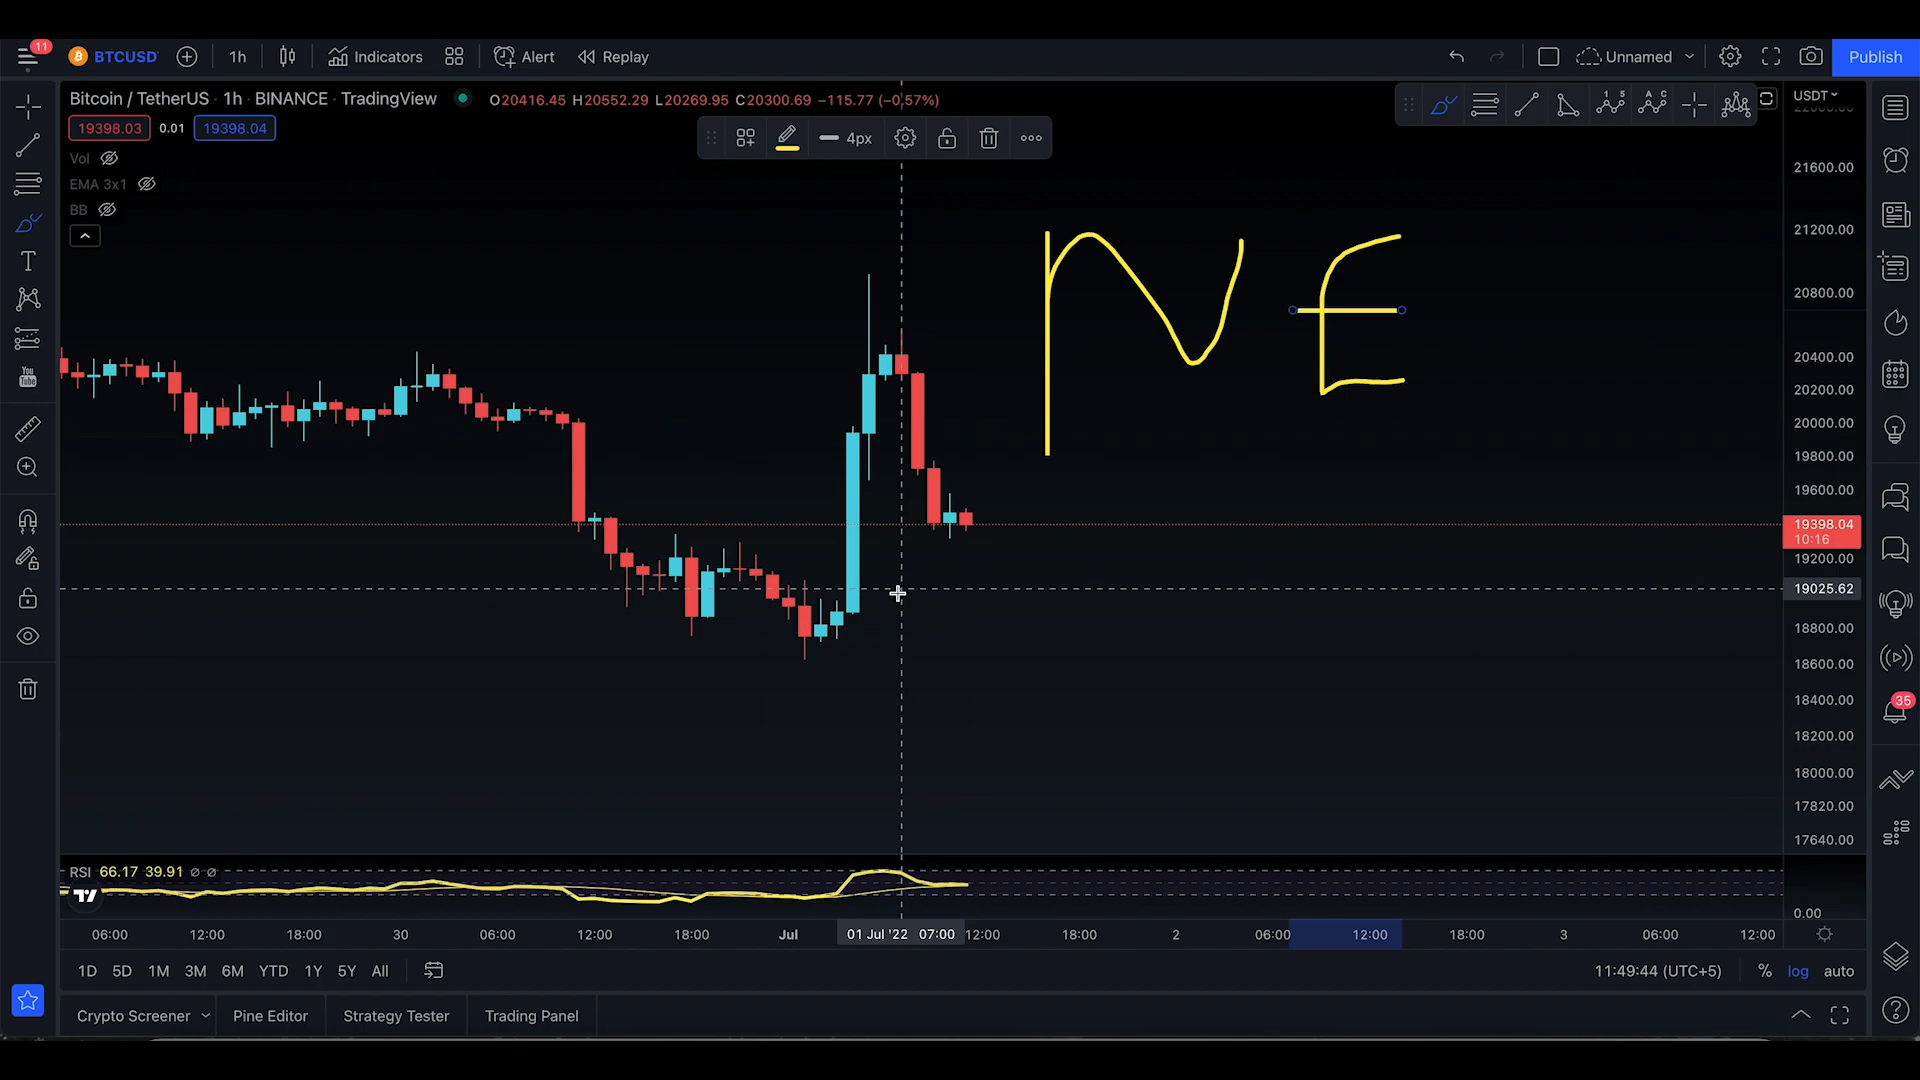 11
BTCUSD 1h Indicators Alert Replay Unnamed Publish
Bitcoin / TetherUS · 1h · BINANCE · TradingView O20416.45 H20552.29 L20269.95 C20300.69 −115.77 (−0.57%)
USDT
19398.03 0.01 19398.04
4px
Vol
EMA 3x1
BB
NE
T
You Tube
1 5
A C
21600.00
21200.00
20800.00
20400.00
20200.00
20000.00
19800.00
19600.00
19398.04
10:16
19200.00
19025.62
18800.00
18600.00
18400.00
18200.00
18000.00
17820.00
17640.00
35
RSI 66.17 39.91 ∅ ∅
0.00
06:00 12:00 18:00 30 06:00 12:00 18:00 Jul 01 Jul '22 07:00 12:00 18:00 2 06:00 12:00 18:00 3 06:00 12:00
1D 5D 1M 3M 6M YTD 1Y 5Y All 11:49:44 (UTC+5) % log auto
Crypto Screener Pine Editor Strategy Tester Trading Panel